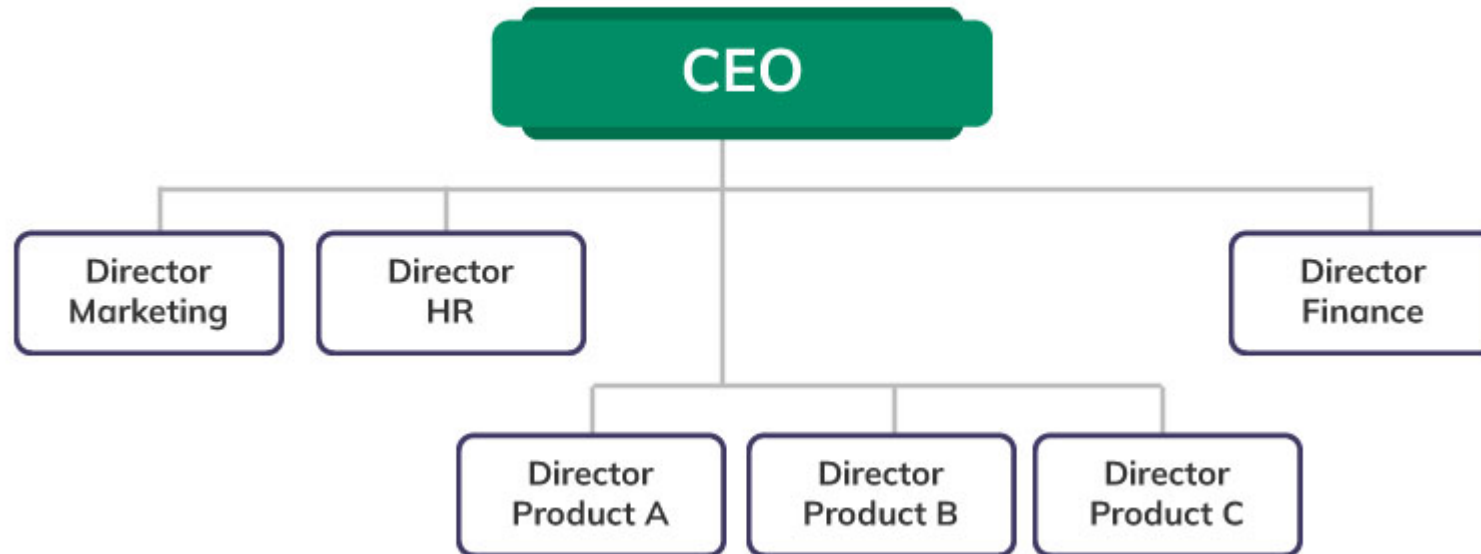 CEO
Director
Marketing
Director
HR
Director
Finance
Director
Product A
Director
Product B
Director
Product C